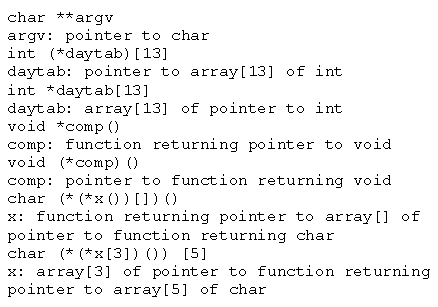 char **argv
argv: pointer to char
int (*daytab)[13]
daytab: pointer to array[13] of int
int *daytab[13]
daytab: array[13] of pointer to int
void *comp()
comp: function returning pointer to void
void (*comp)()
comp: pointer to function returning void
char (*(*x())[])()
x: function returning pointer to array[] of
pointer to function returning char
char (*(*x[3])()) [5]
x: array[3] of pointer to function returning
pointer to array[5] of char